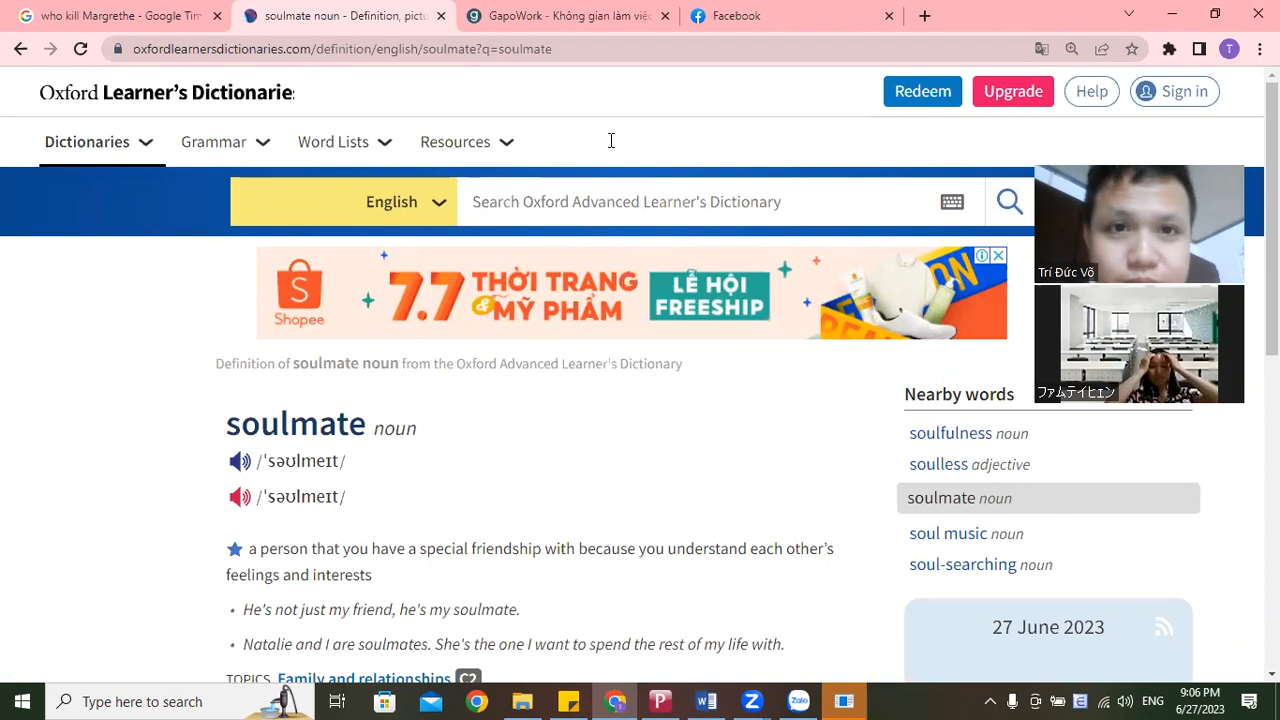 who kill Margrethe - Google Tim
soulmate noun - Definition, pictu
GapoWork - Không gian làm việc
Facebook
oxfordlearnersdictionaries.com/definition/english/soulmate?q=soulmate
T
Oxford Learner's Dictionaries
Redeem
Upgrade
Help
Sign in
Dictionaries
Grammar
Word Lists
Resources
English
Search Oxford Advanced Learner's Dictionary
Shopee
7.7 THỜI TRANG
& MỸ PHẨM
LỄ HỘI
FREESHIP
Trí Đức Võ
ファムテイヒェン
Definition of soulmate noun from the Oxford Advanced Learner's Dictionary
soulmate noun
/ˈsəʊlmeɪt/
/ˈsəʊlmeɪt/
a person that you have a special friendship with because you understand each other's
feelings and interests
• He's not just my friend, he's my soulmate.
• Natalie and I are soulmates. She's the one I want to spend the rest of my life with.
TOPICS Family and relationships C2
Nearby words
soulfulness noun
soulless adjective
soulmate noun
soul music noun
soul-searching noun
27 June 2023
Type here to search
ENG
9:06 PM
6/27/2023